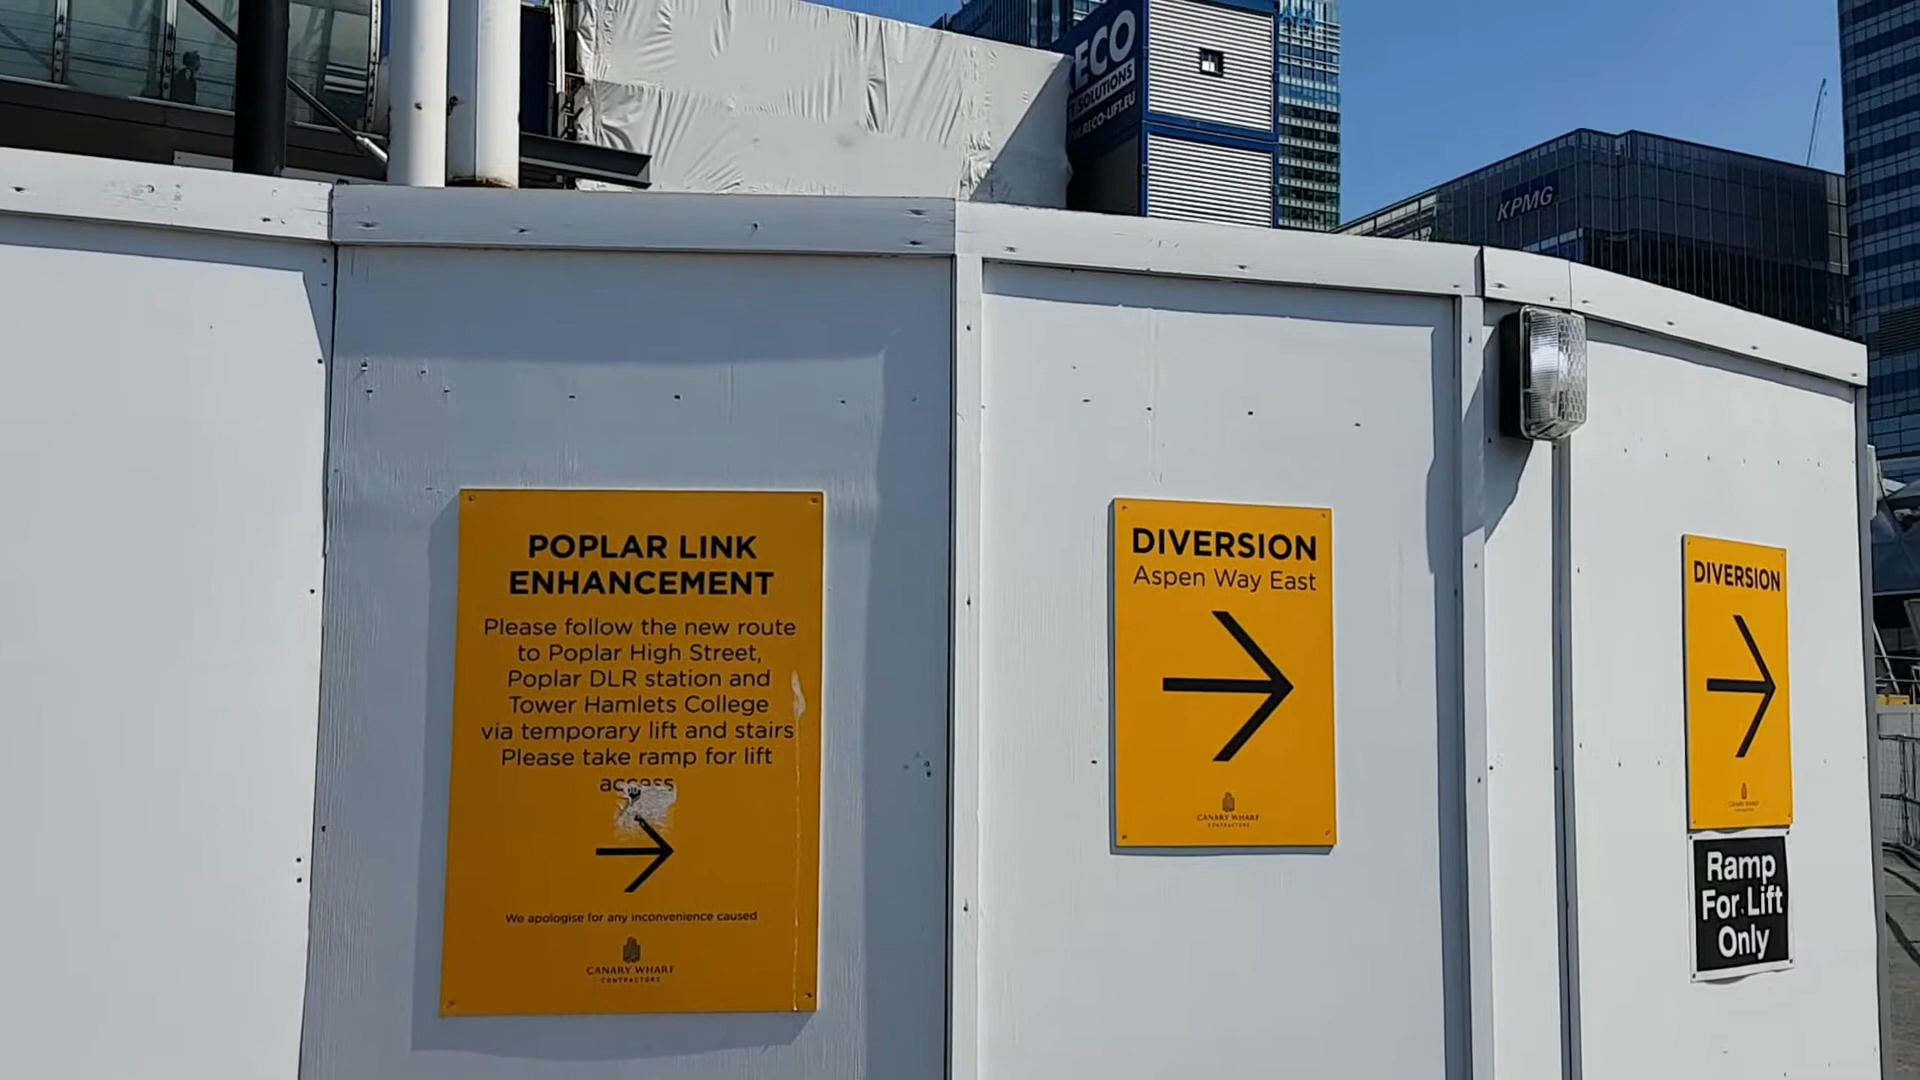 ECO
SOLUTIONS
RECO-LIFT.EU
KPMG
POPLAR LINK
ENHANCEMENT
Please follow the new route
to Poplar High Street,
Poplar DLR station and
Tower Hamlets College
via temporary lift and stairs
Please take ramp for lift
access
We apologise for any inconvenience caused
CANARY WHARF
CONTRACTORS
DIVERSION
Aspen Way East
CANARY WHARF
CONTRACTORS
DIVERSION
CANARY WHARF
CONTRACTORS
Ramp
For Lift
Only